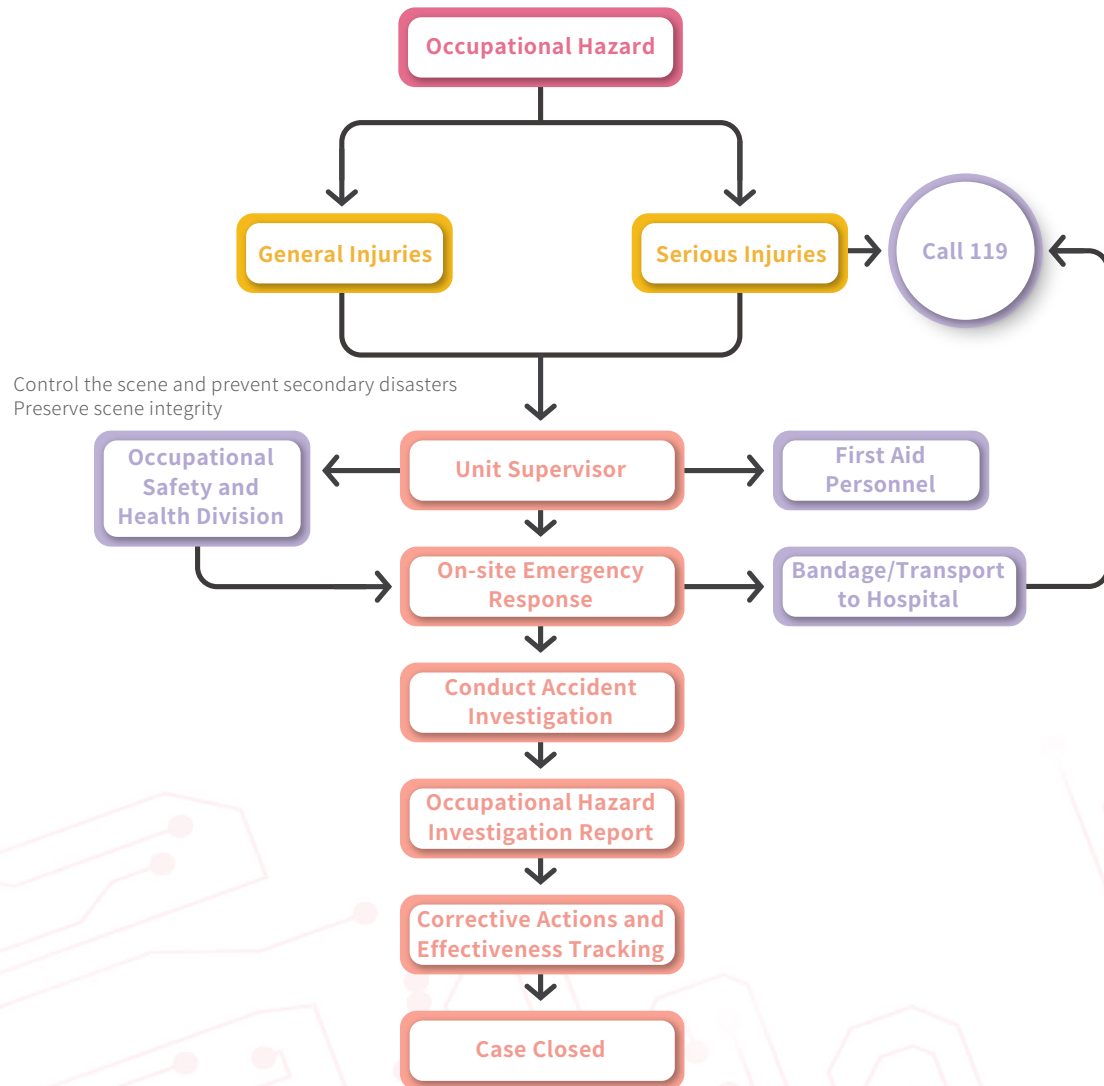 Occupational Hazard
General Injuries
Serious Injuries
Call 119
Control the scene and prevent secondary disasters
Preserve scene integrity
Occupational
Safety and
Health Division
Unit Supervisor
First Aid
Personnel
On-site Emergency
Response
Bandage/Transport
to Hospital
Conduct Accident
Investigation
Occupational Hazard
Investigation Report
Corrective Actions and
Effectiveness Tracking
Case Closed